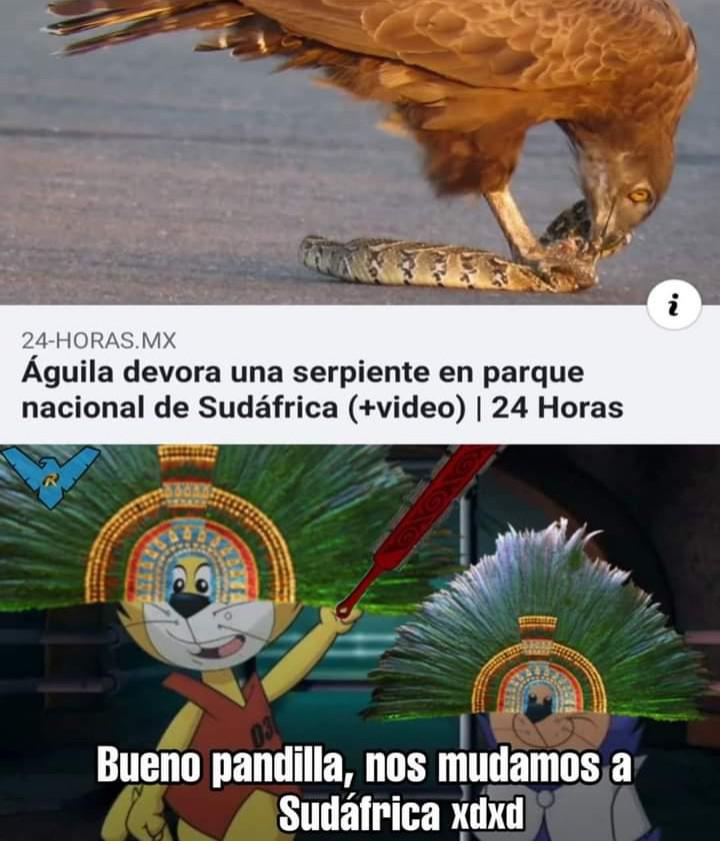 i
24-HORAS.MX
Águila devora una serpiente en parque
nacional de Sudáfrica (+video) | 24 Horas
R
Bueno pandilla, nos mudamos a
Sudáfrica xdxd